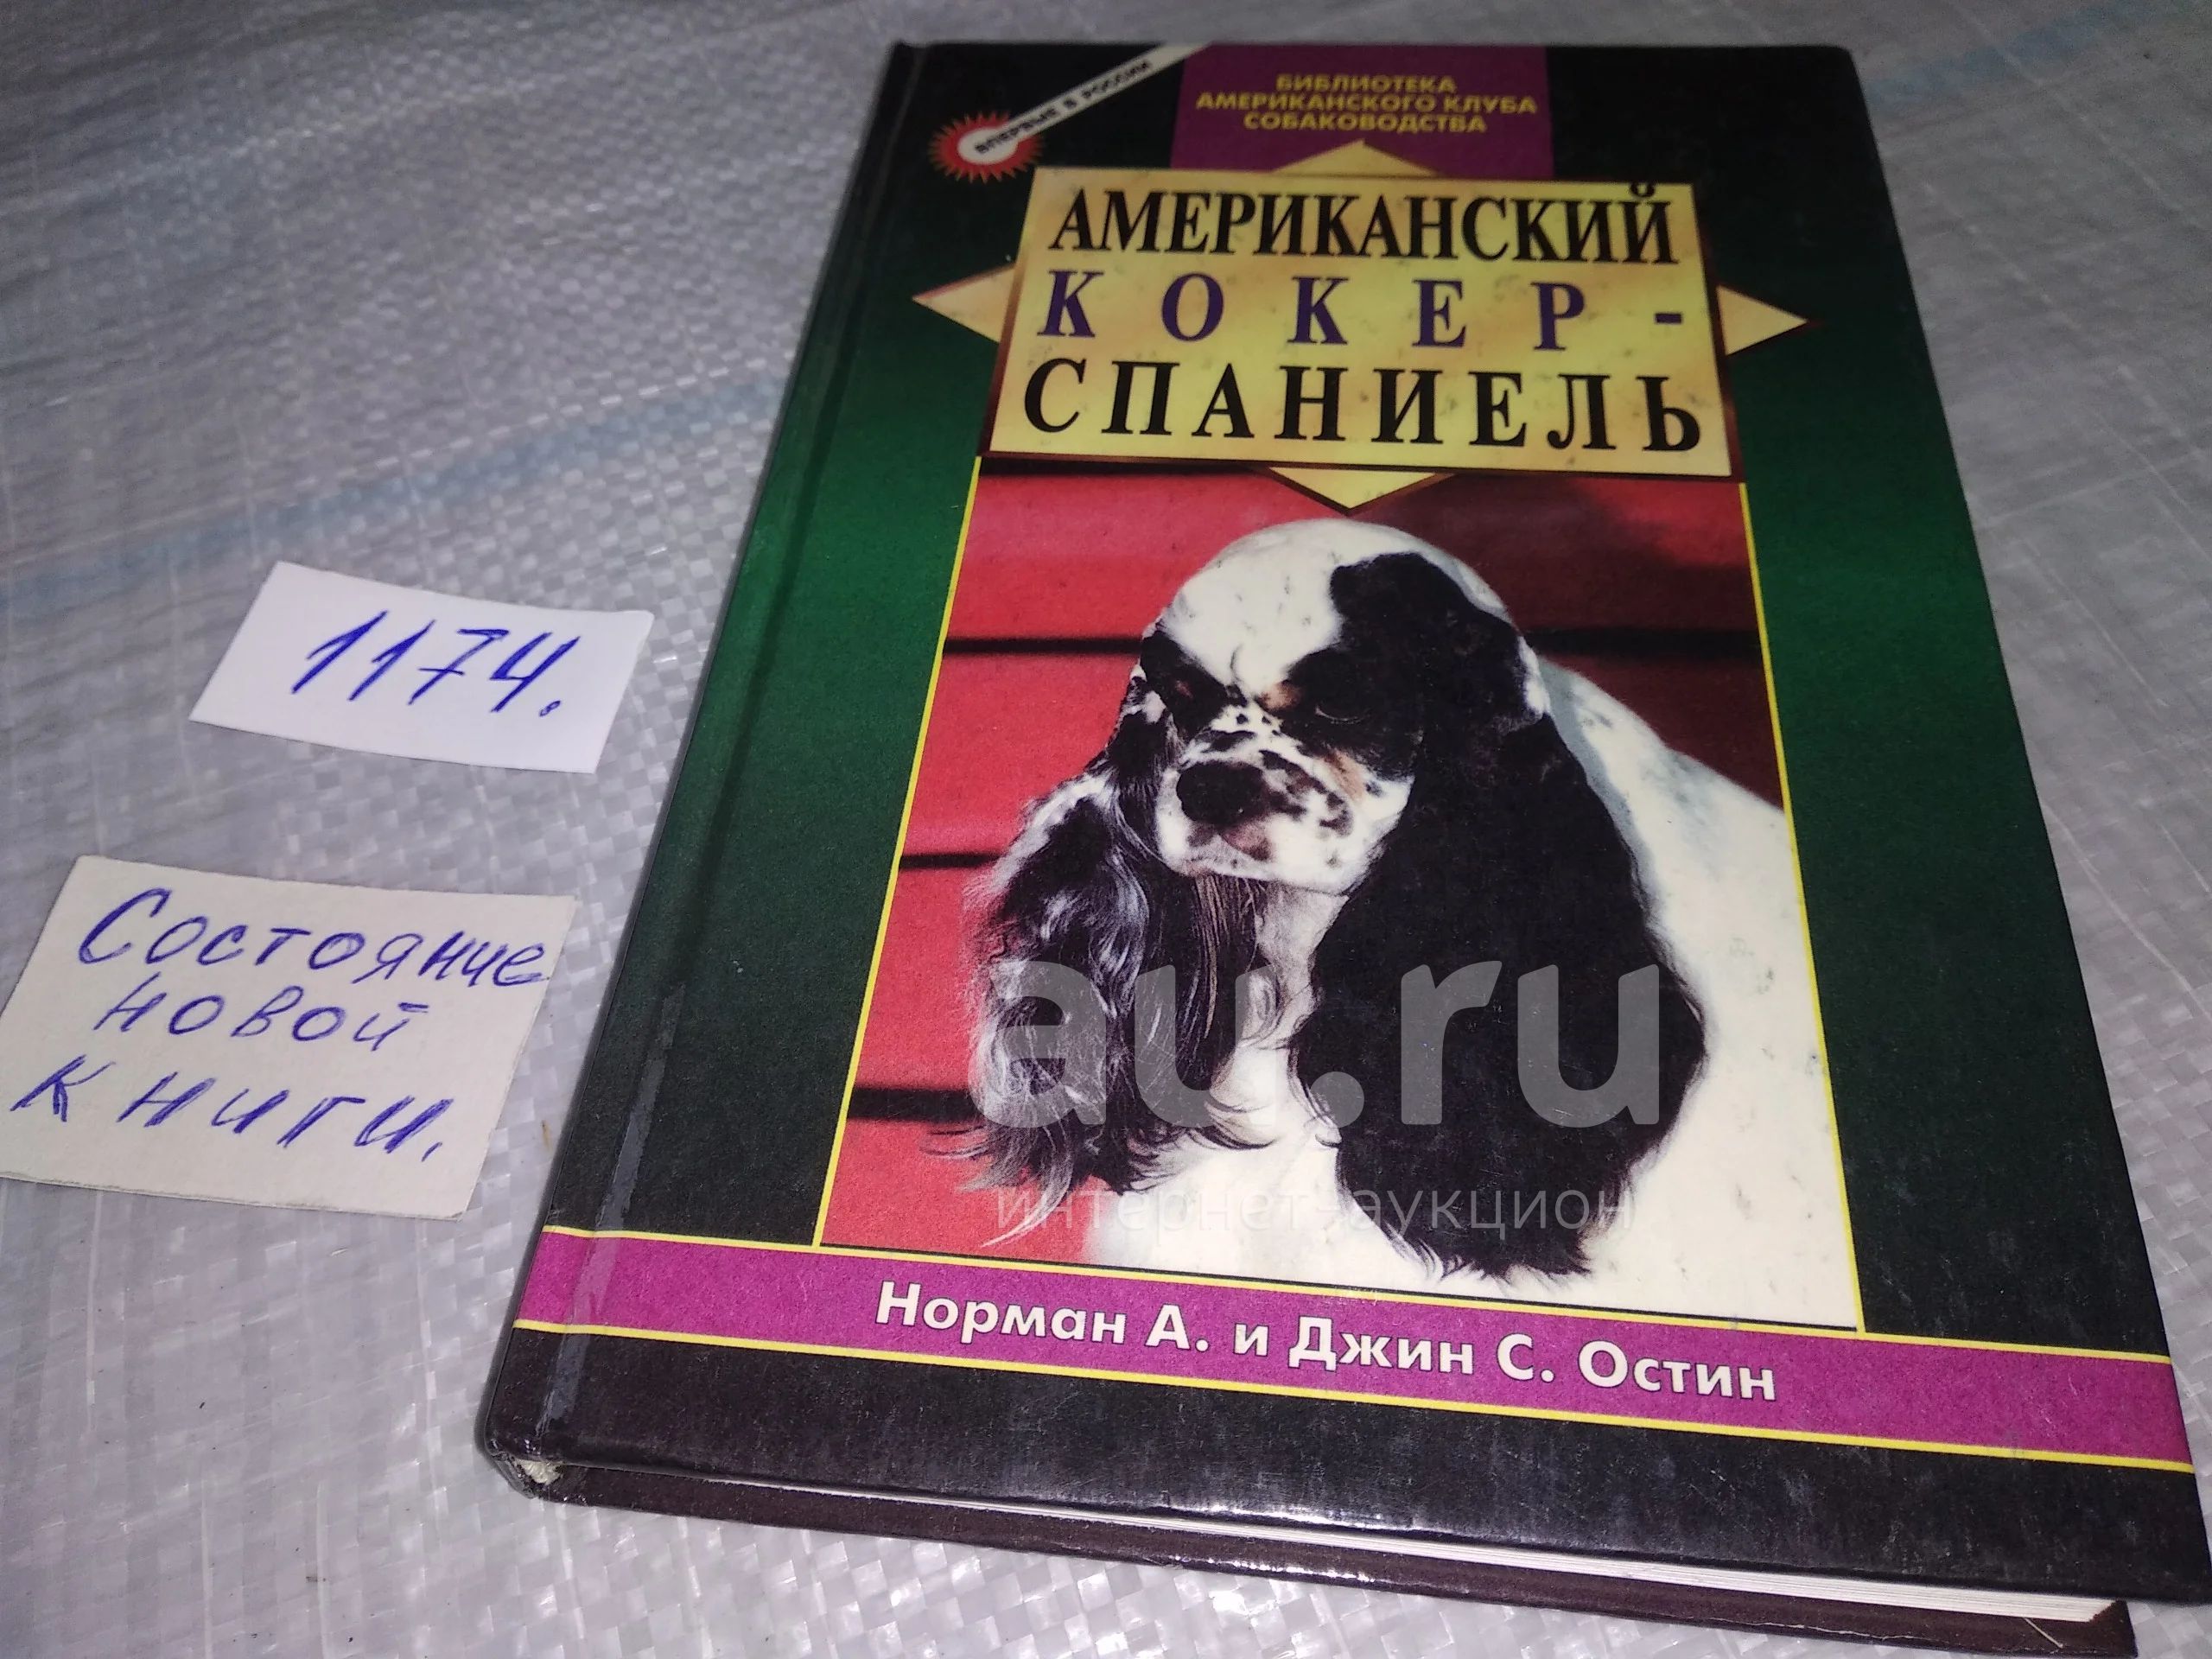 ВПЕРВЫЕ В РОССИИ
БИБЛИОТЕКА
АМЕРИКАНСКОГО КЛУБА
СОБАКОВОДСТВА
АМЕРИКАНСКИЙ
КОКЕР-
СПАНИЕЛЬ
1174.
Состояние
новой
книги.
au.ru
интернет-аукцион
Норман А. и Джин С. Остин